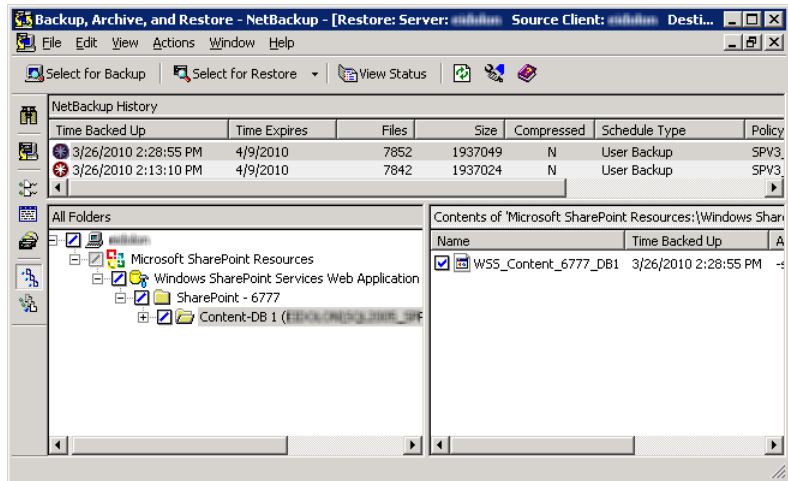 Backup, Archive, and Restore - NetBackup - [Restore: Server: Source Client: Desti...
File Edit View Actions Window Help
Select for Backup Select for Restore View Status
NetBackup History
Time Backed Up Time Expires Files Size Compressed Schedule Type Policy
3/26/2010 2:28:55 PM 4/9/2010 7852 1937049 N User Backup SPV3_
3/26/2010 2:13:10 PM 4/9/2010 7842 1937024 N User Backup SPV3_
All Folders
Contents of 'Microsoft SharePoint Resources:\Windows Shar
Name Time Backed Up A
Microsoft SharePoint Resources
WSS_Content_6777_DB1 3/26/2010 2:28:55 PM
Windows SharePoint Services Web Application
SharePoint - 6777
Content-DB 1 (